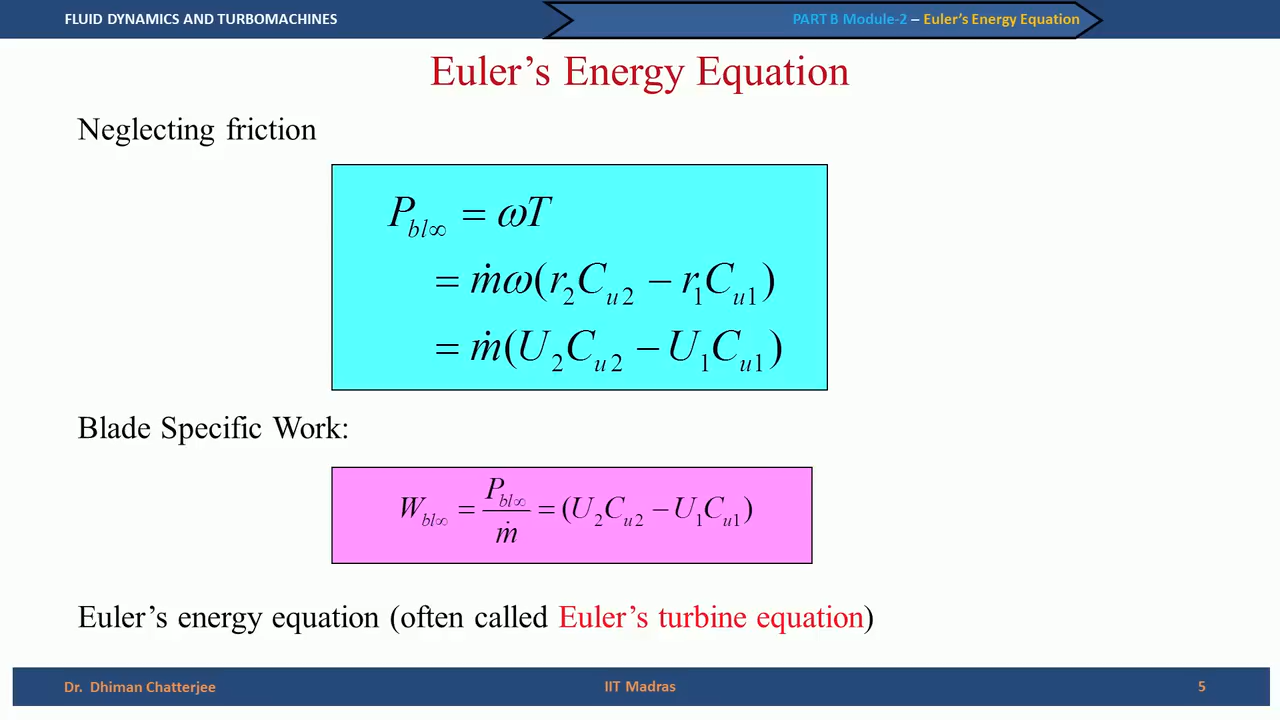 FLUID DYNAMICS AND TURBOMACHINES
PART B Module-2 – Euler's Energy Equation
Euler's Energy Equation
Neglecting friction
P_{bl∞} = ωT
= ṁω(r_2C_{u2} − r_1C_{u1})
= ṁ(U_2C_{u2} − U_1C_{u1})
Blade Specific Work:
W_{bl∞} = P_{bl∞}/ṁ = (U_2C_{u2} − U_1C_{u1})
Euler's energy equation (often called Euler's turbine equation)
Dr. Dhiman Chatterjee
IIT Madras
5